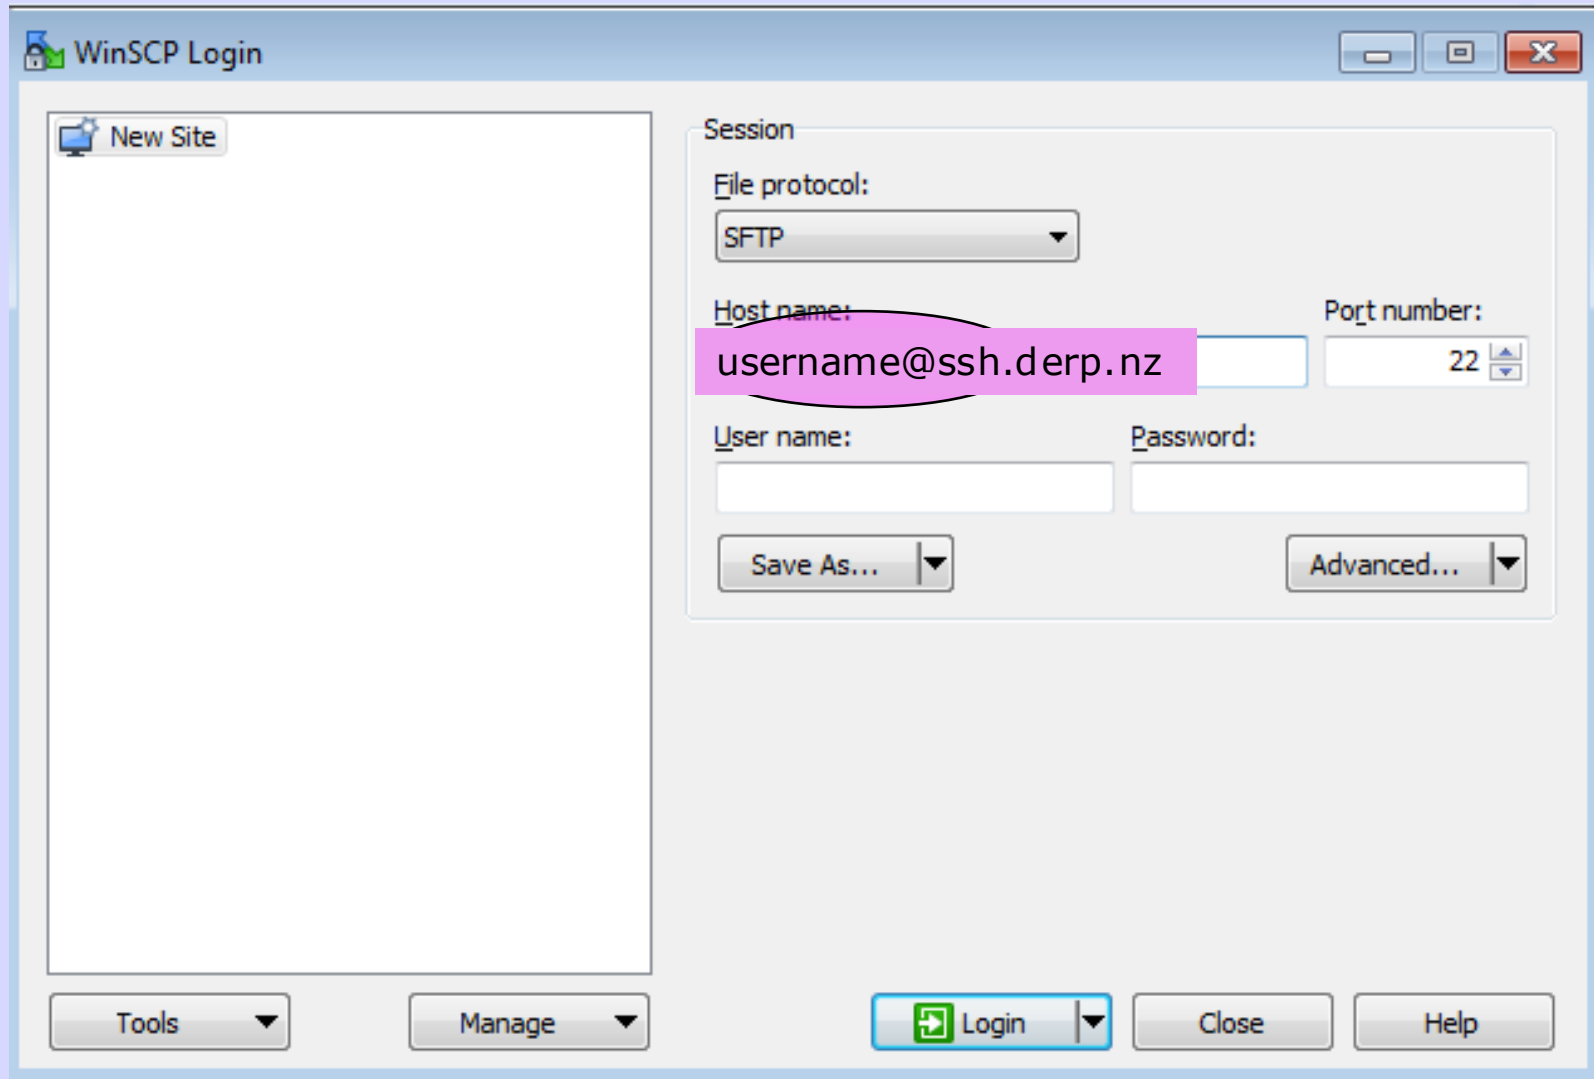 WinSCP Login
New Site
Session
File protocol:
SFTP
Host name:
Port number:
username@ssh.derp.nz
22
User name:
Password:
Save As...
Advanced...
Tools
Manage
Login
Close
Help